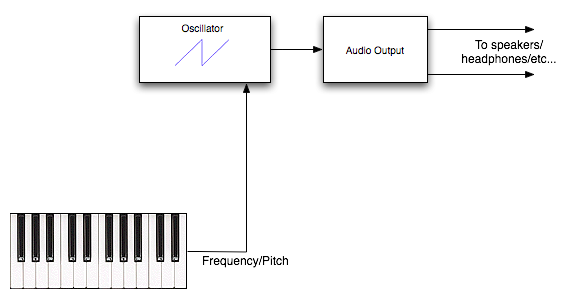 Oscillator
Audio Output
To speakers/
headphones/etc...
Frequency/Pitch